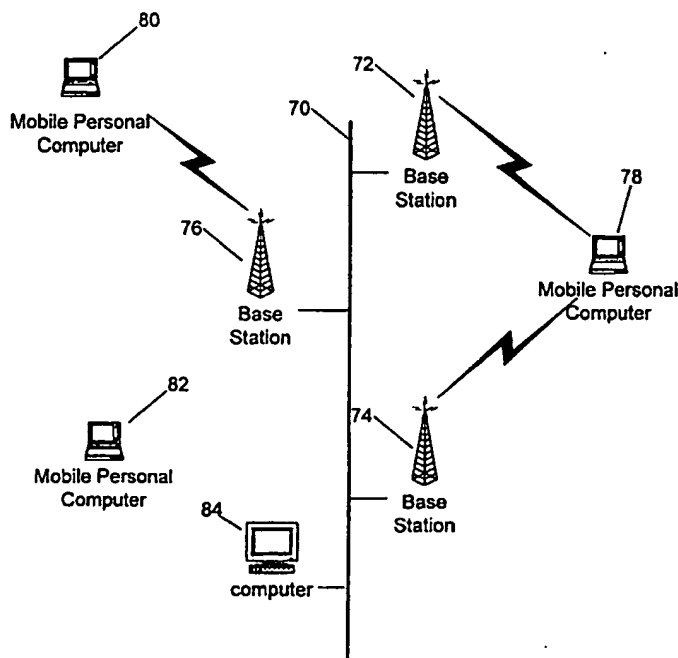 80
Mobile Personal
Computer
72
70
Base
Station
78
Mobile Personal
Computer
76
Base
Station
82
Mobile Personal
Computer
74
Base
Station
84
computer